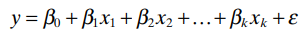 y = β₀ + β₁x₁ + β₂x₂ + … + βₖxₖ + ε